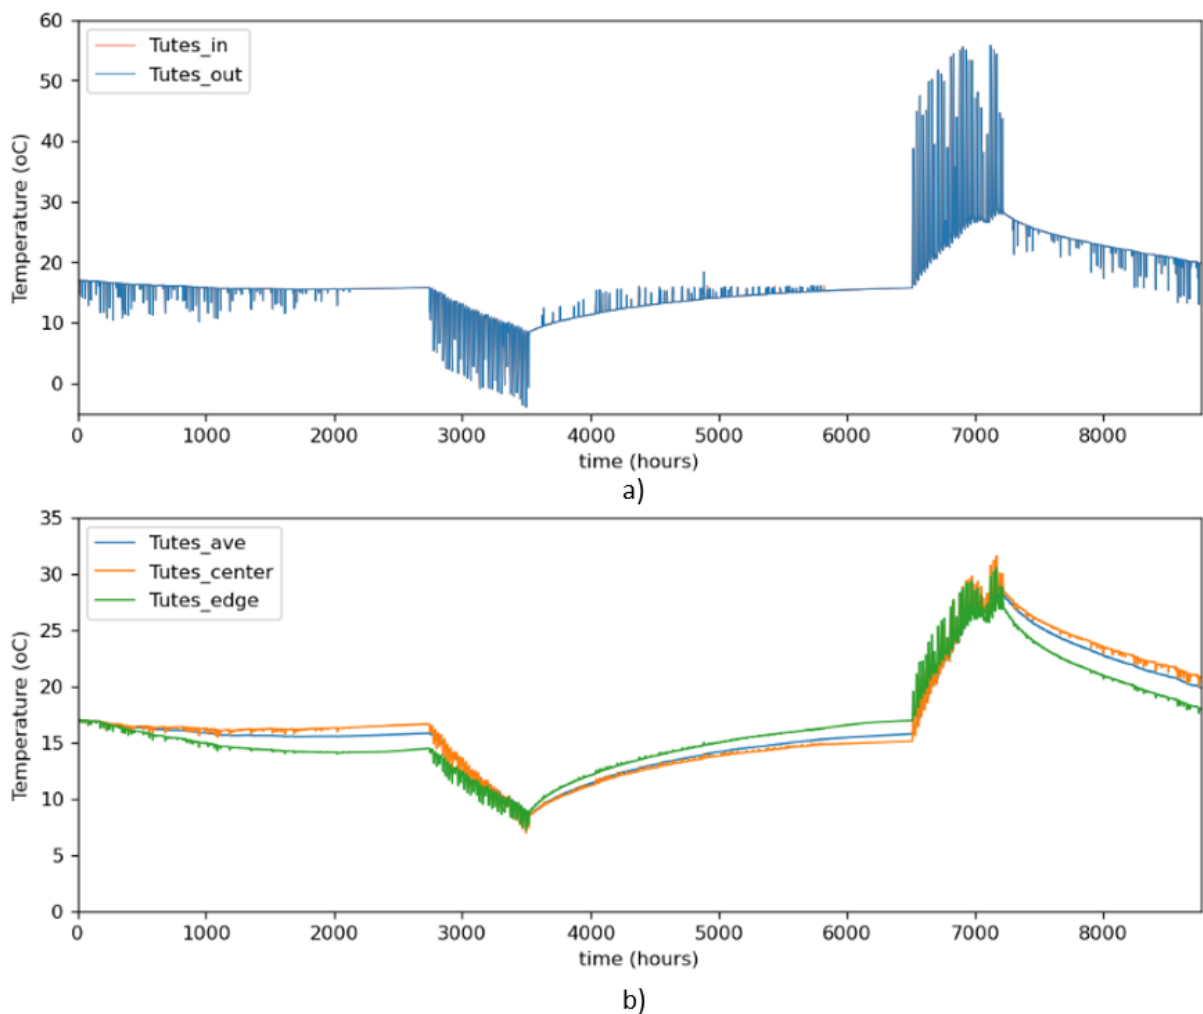 60
50
40
30
20
10
0
Temperature (oC)
Tutes_in
Tutes_out
0 1000 2000 3000 4000 5000 6000 7000 8000
time (hours)
a)
35
30
25
20
15
10
5
0
Temperature (oC)
Tutes_ave
Tutes_center
Tutes_edge
0 1000 2000 3000 4000 5000 6000 7000 8000
time (hours)
b)